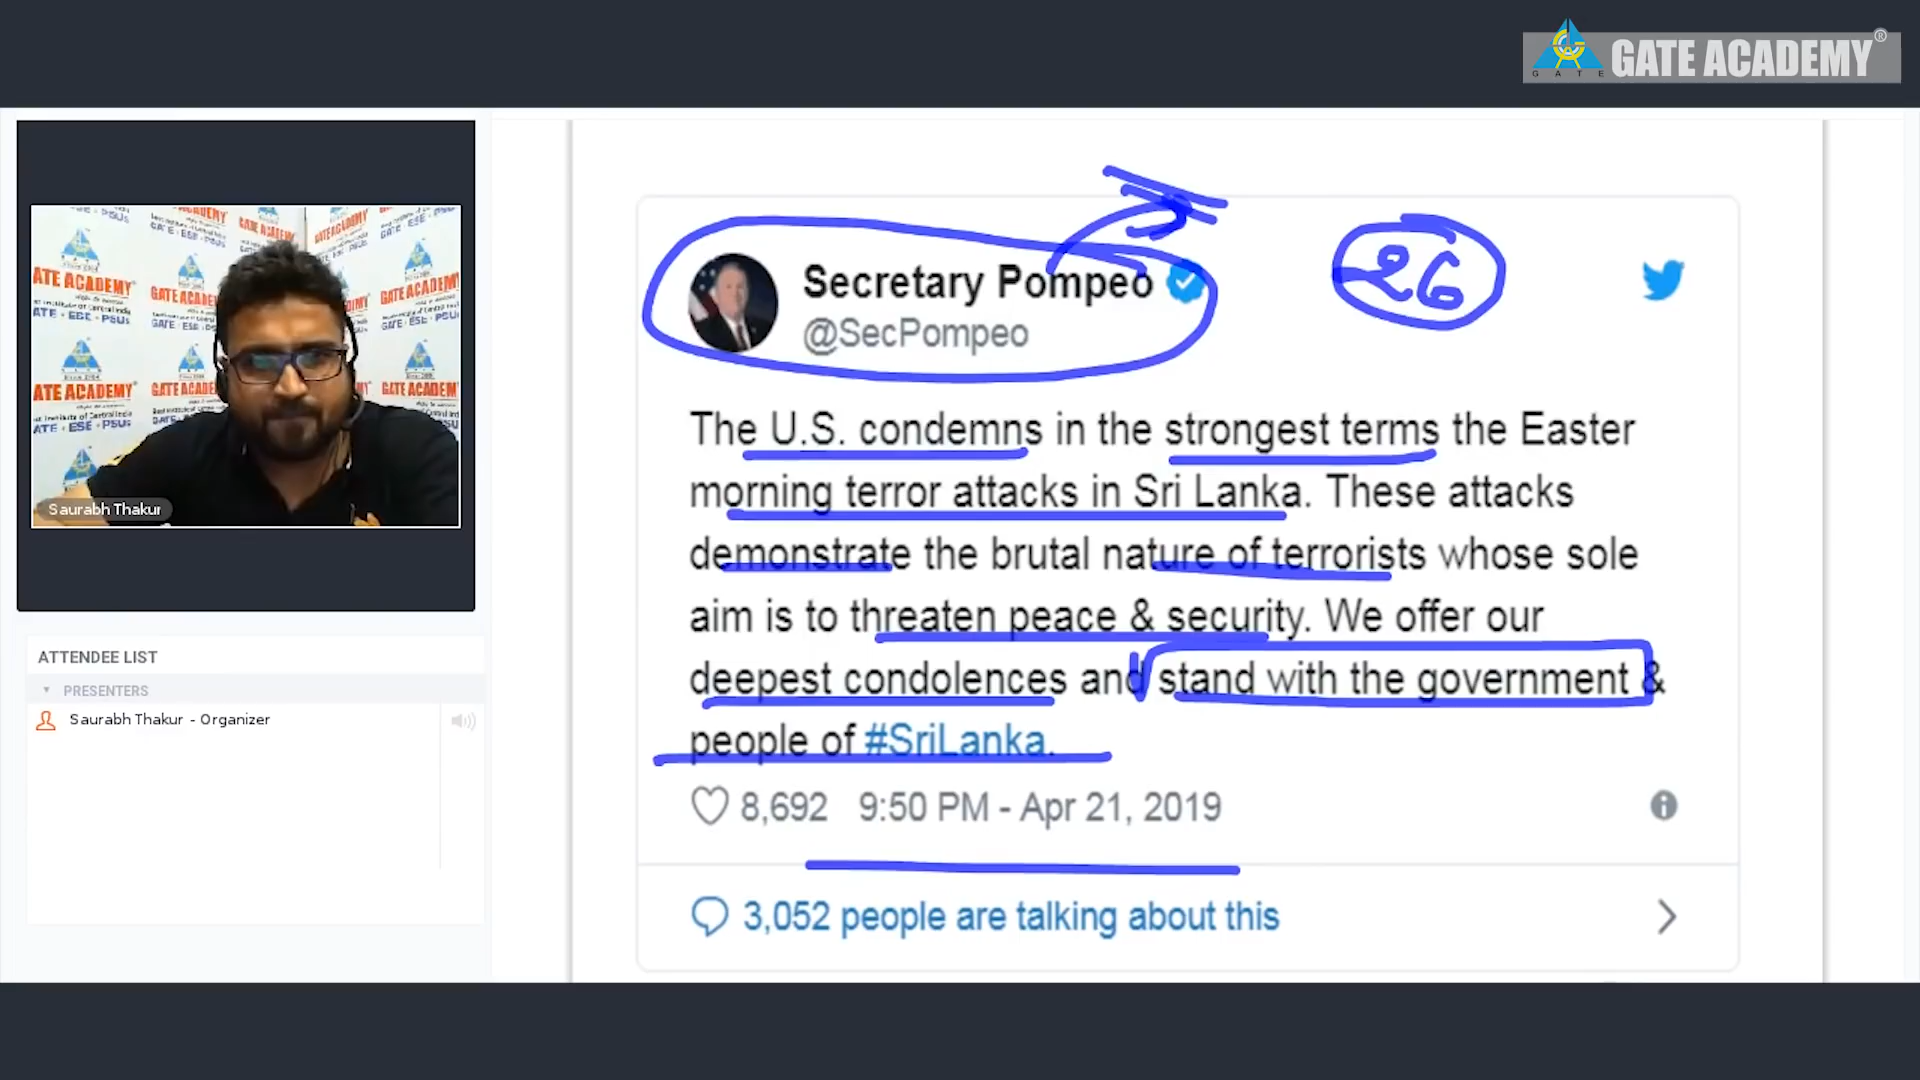 GATE ACADEMY®
GATE
Saurabh Thakur
ATTENDEE LIST
PRESENTERS
Saurabh Thakur - Organizer
Secretary Pompeo
@SecPompeo
26
The U.S. condemns in the strongest terms the Easter
morning terror attacks in Sri Lanka. These attacks
demonstrate the brutal nature of terrorists whose sole
aim is to threaten peace & security. We offer our
deepest condolences and stand with the government &
people of #SriLanka.
8,692 9:50 PM - Apr 21, 2019
3,052 people are talking about this